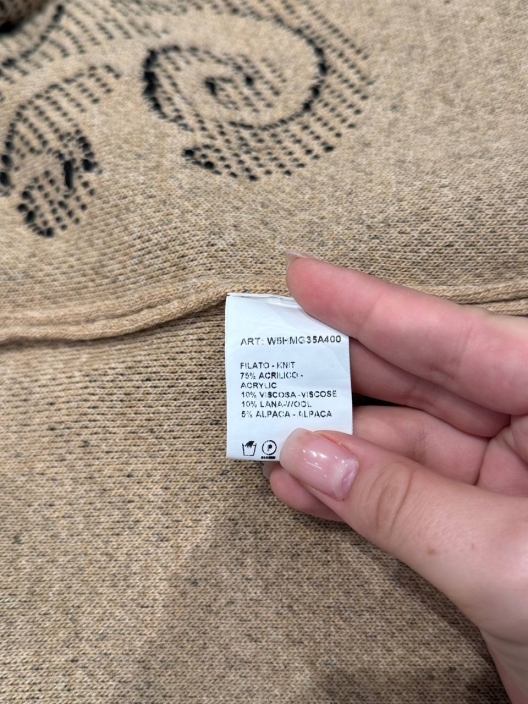 ART: WBHMG35A400
FILATO - KNIT
75% ACRILICO -
ACRYLIC
10% VISCOSA - VISCOSE
10% LANA-WOOL
5% ALPACA - ALPACA
P